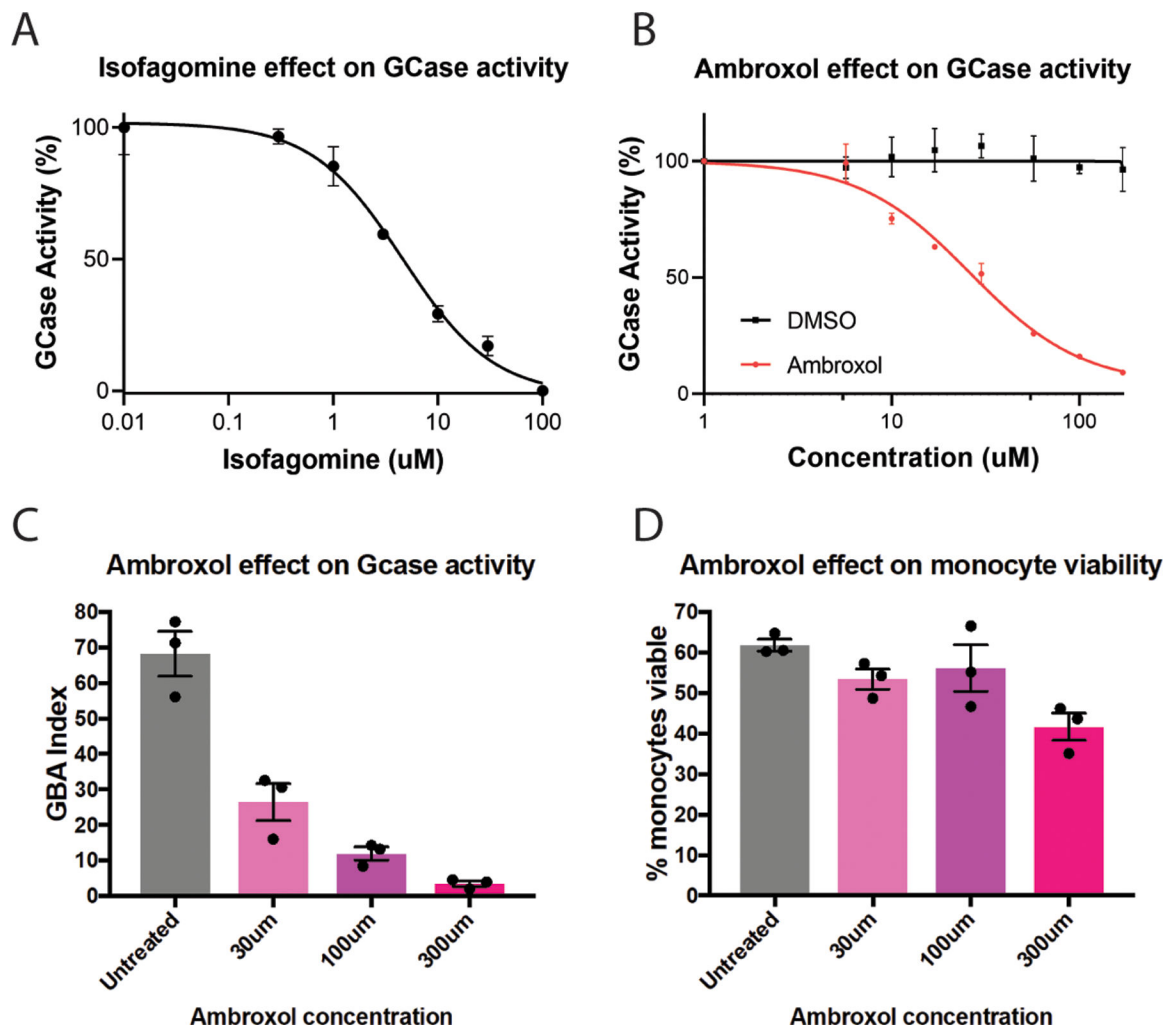 A
Isofagomine effect on GCase activity
GCase Activity (%)
100
50
0
0.01 0.1 1 10 100
Isofagomine (uM)
B
Ambroxol effect on GCase activity
GCase Activity (%)
100
50
0
DMSO
Ambroxol
1 10 100
Concentration (uM)
C
Ambroxol effect on Gcase activity
GBA Index
80
70
60
50
40
30
20
10
0
Untreated 30um 100um 300um
Ambroxol concentration
D
Ambroxol effect on monocyte viability
% monocytes viable
70
60
50
40
30
20
10
0
Untreated 30um 100um 300um
Ambroxol concentration